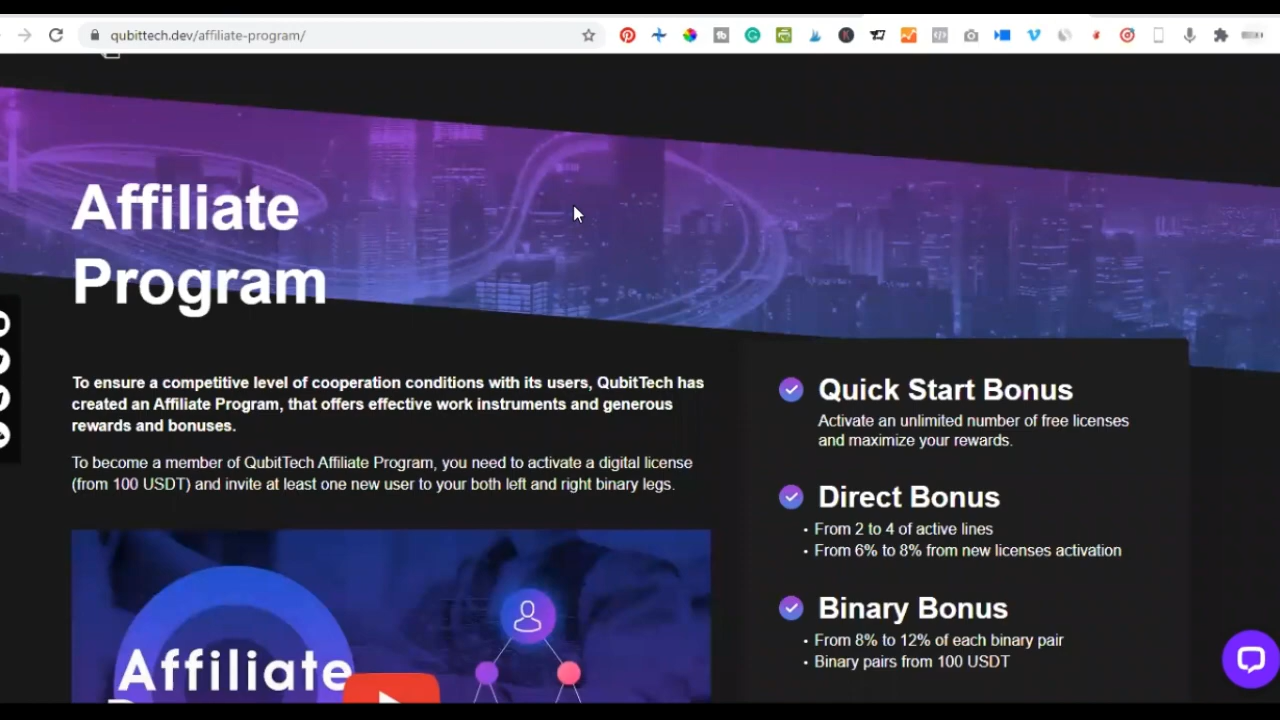 qubittech.dev/affiliate-program/
Affiliate
Program
To ensure a competitive level of cooperation conditions with its users, QubitTech has
created an Affiliate Program, that offers effective work instruments and generous
rewards and bonuses.
To become a member of QubitTech Affiliate Program, you need to activate a digital license
(from 100 USDT) and invite at least one new user to your both left and right binary legs.
Affiliate
Quick Start Bonus
Activate an unlimited number of free licenses
and maximize your rewards.
Direct Bonus
• From 2 to 4 of active lines
• From 6% to 8% from new licenses activation
Binary Bonus
• From 8% to 12% of each binary pair
• Binary pairs from 100 USDT